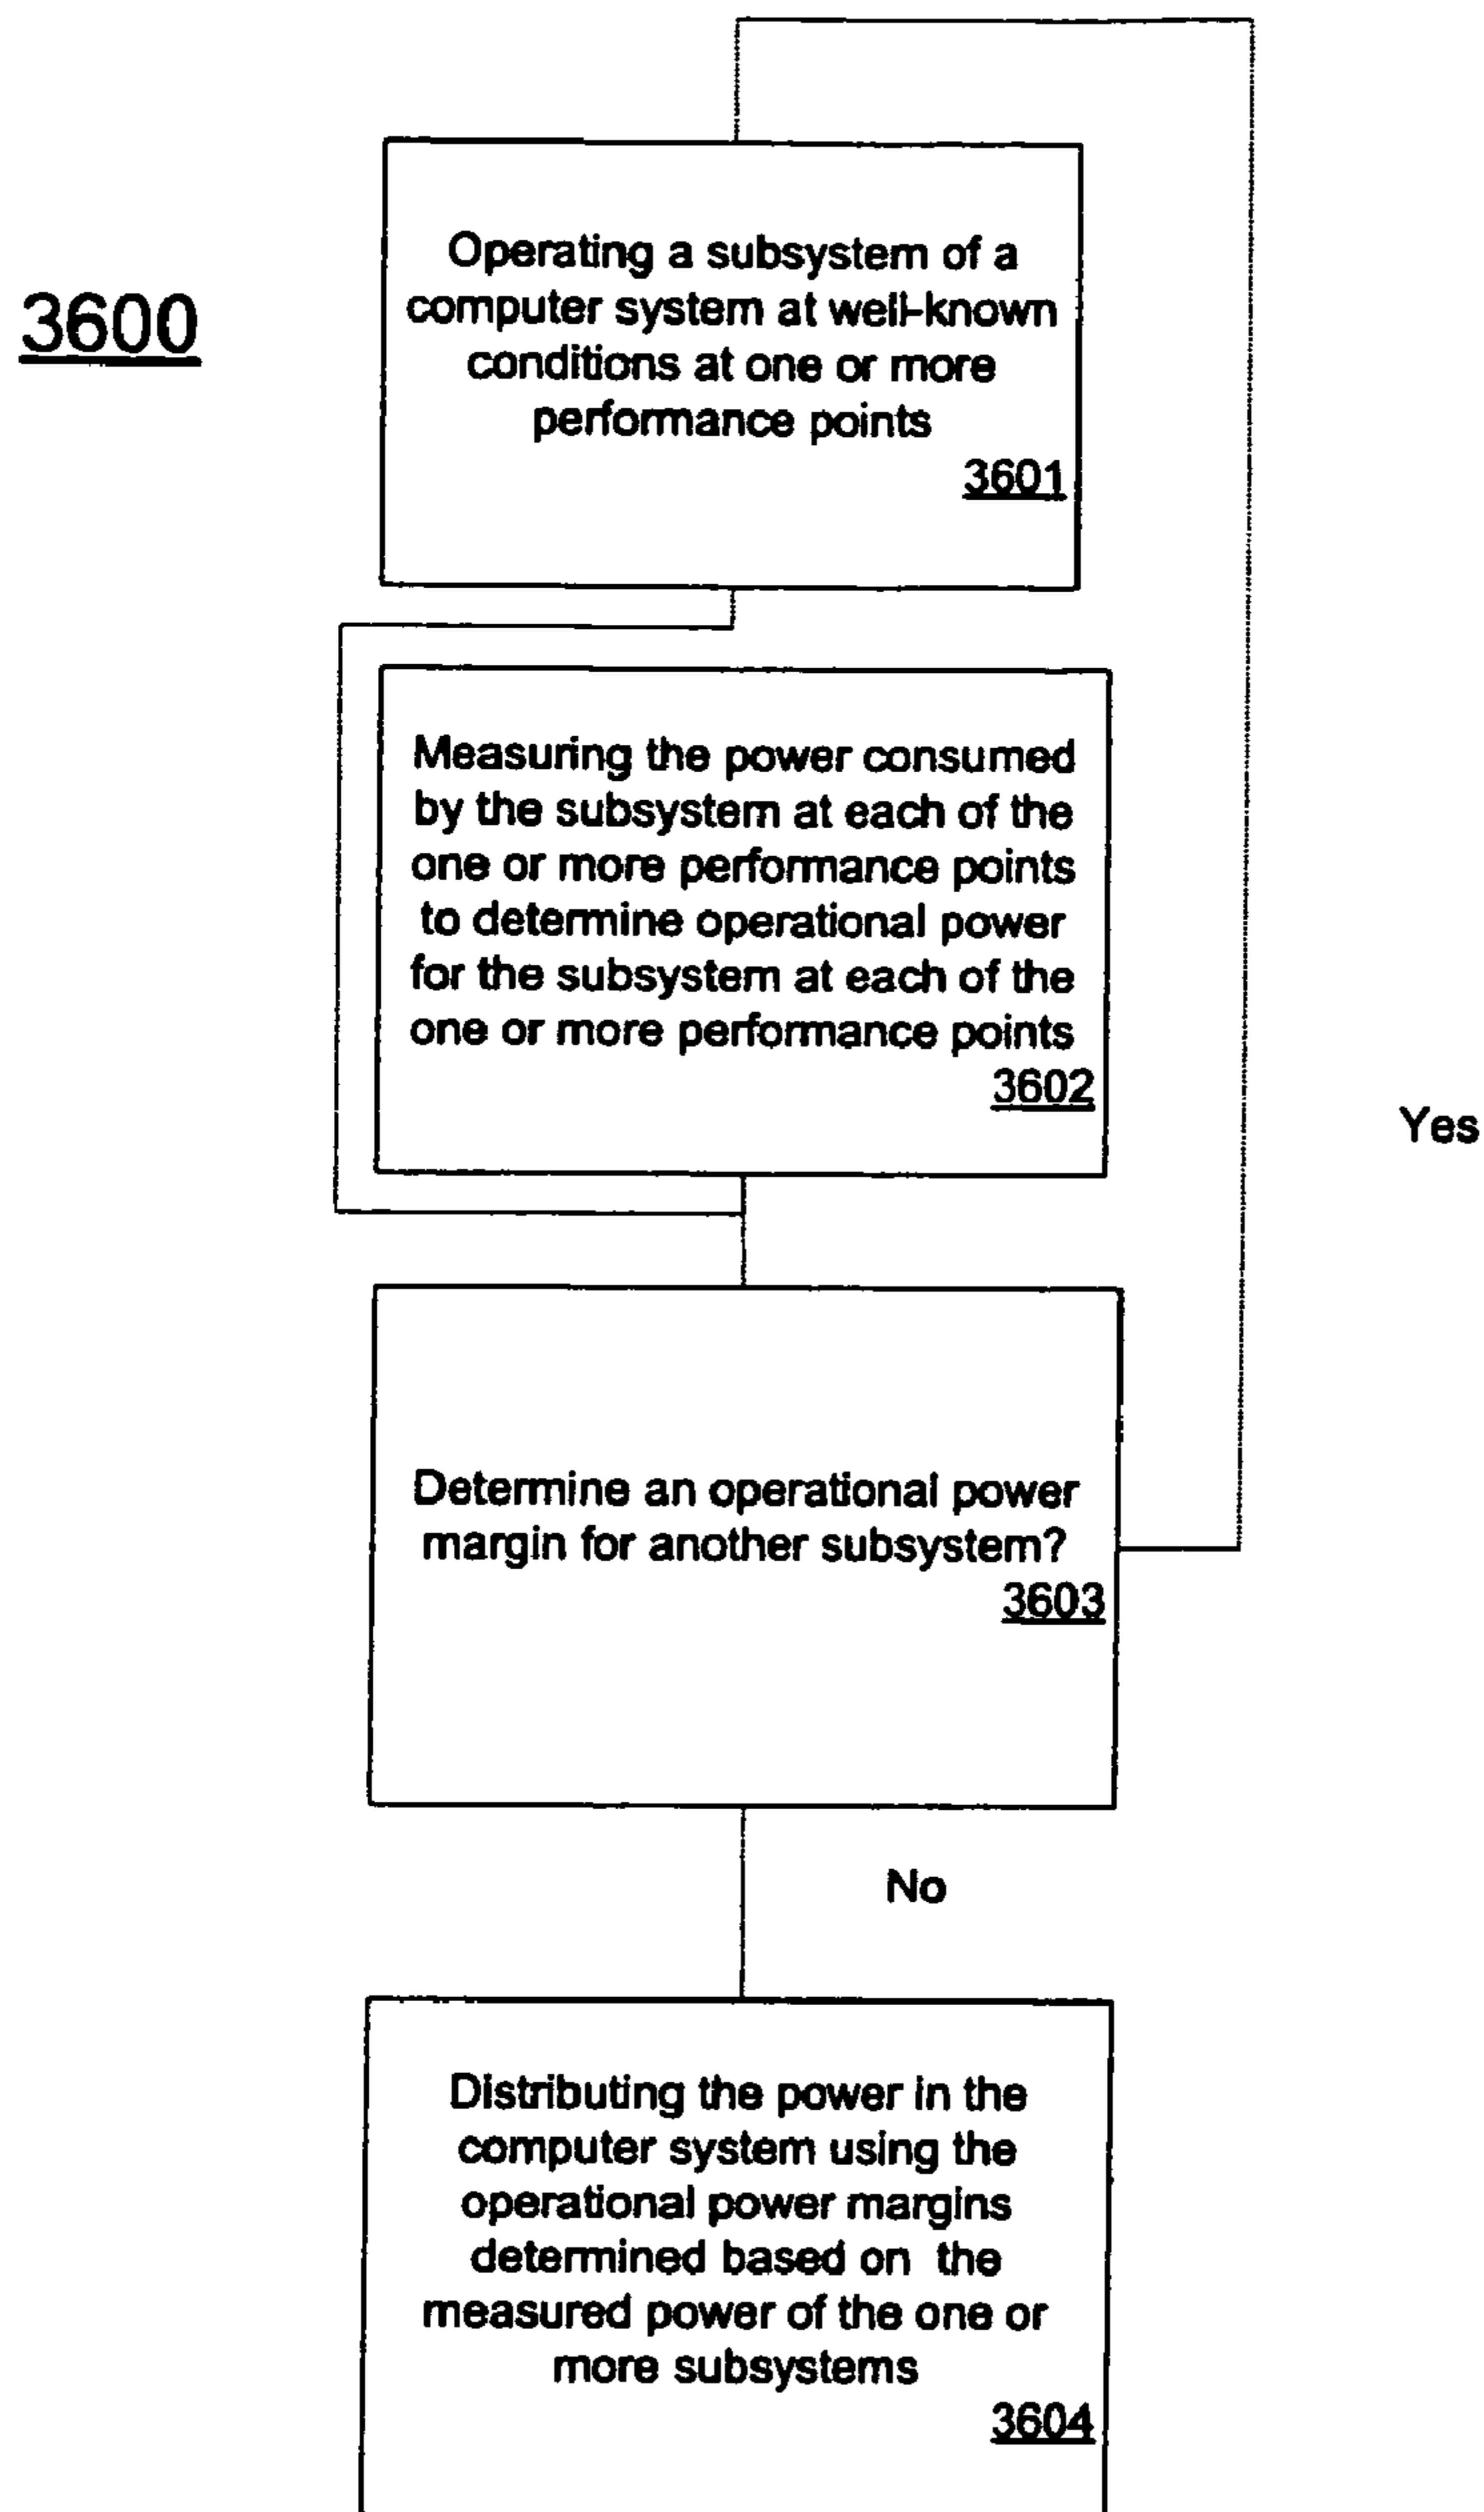 3600
Operating a subsystem of a
computer system at well-known
conditions at one or more
performance points
3601
Measuring the power consumed
by the subsystem at each of the
one or more performance points
to determine operational power
for the subsystem at each of the
one or more performance points
3602
Yes
Determine an operational power
margin for another subsystem?
3603
No
Distributing the power in the
computer system using the
operational power margins
determined based on the
measured power of the one or
more subsystems
3604